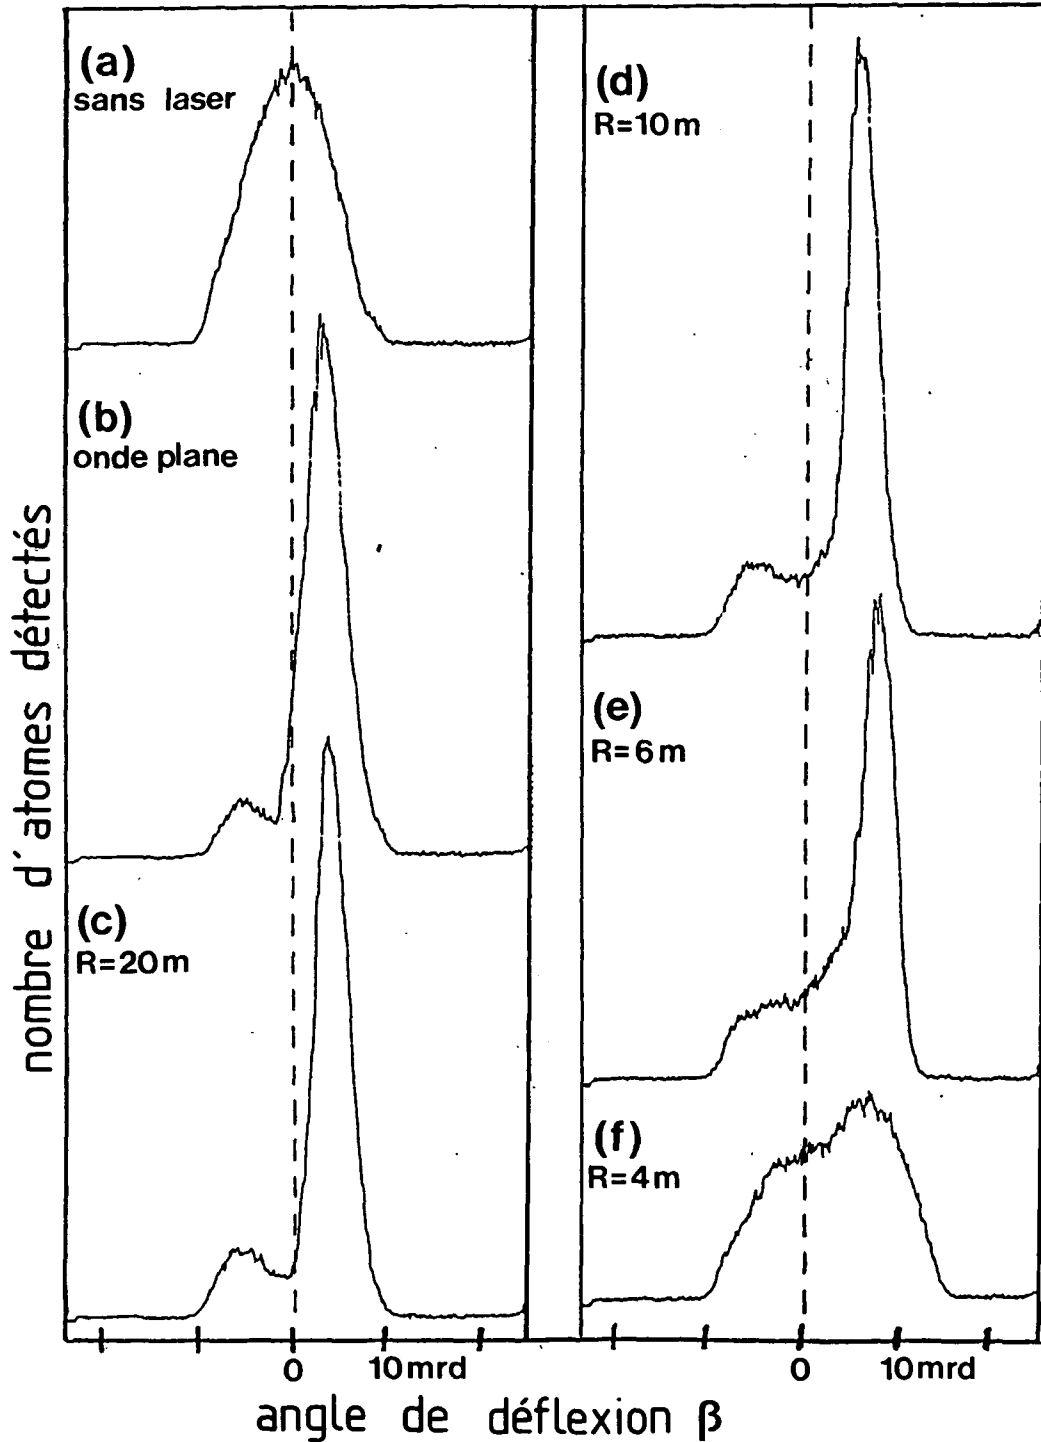 (a)
sans laser
(b)
onde plane
(c)
R=20m
(d)
R=10m
(e)
R=6m
(f)
R=4m
nombre d'atomes détectés
0 10mrd
0 10mrd
angle de déflexion β